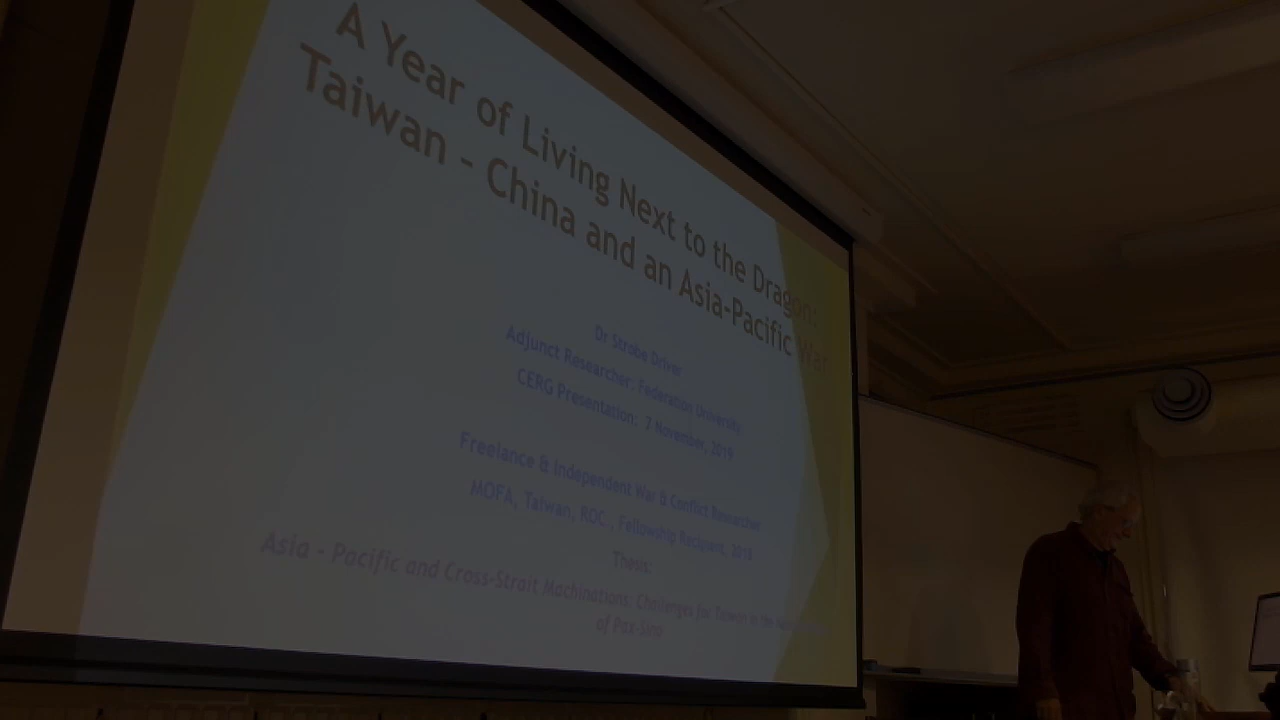 A Year of Living Next to the Dragon:
Taiwan - China and an Asia-Pacific War
Dr Strobe Driver
Adjunct Researcher: Federation University
CERG Presentation: 7 November, 2019
Freelance & Independent War & Conflict Researcher
MOFA, Taiwan, ROC , Fellowship Recipient, 2018
Thesis:
Asia - Pacific and Cross-Strait Machinations: Challenges for Taiwan in the
of Pax-Sino